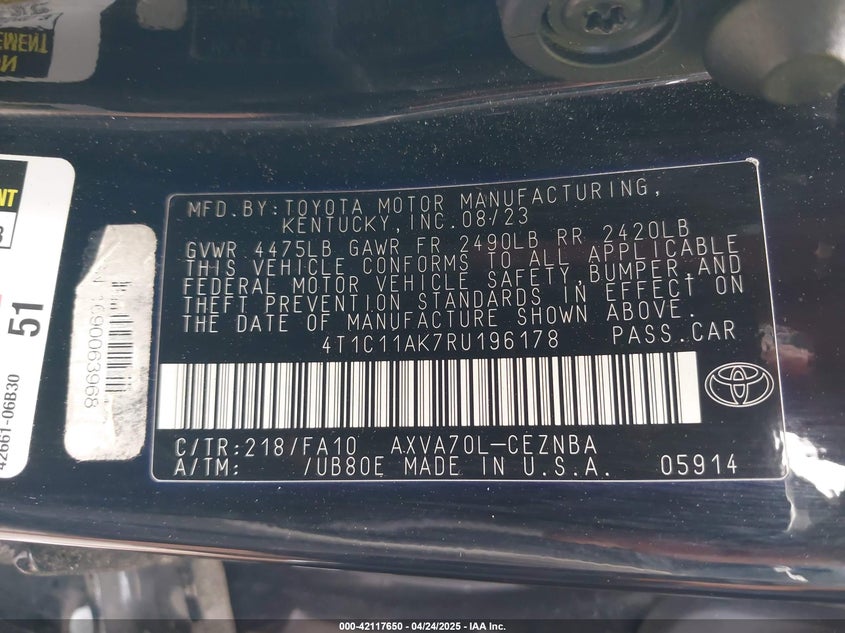 MFD.BY:TOYOTA MOTOR MANUFACTURING,
KENTUCKY,INC.08/23
GVWR 4475LB GAWR FR 2490LB RR 2420LB
THIS VEHICLE CONFORMS TO ALL APPLICABLE
FEDERAL MOTOR VEHICLE SAFETY,BUMPER,AND
THEFT PREVENTION STANDARDS IN EFFECT ON
THE DATE OF MANUFACTURE SHOWN ABOVE.
4T1C11AK7RU196178 PASS.CAR
C/TR:218/FA10 AXVA70L-CEZNBA
A/TM: /UB80E MADE IN U.S.A. 05914
51
42661-06B30
1690063968
000-42117650 - 04/24/2025 - IAA Inc.